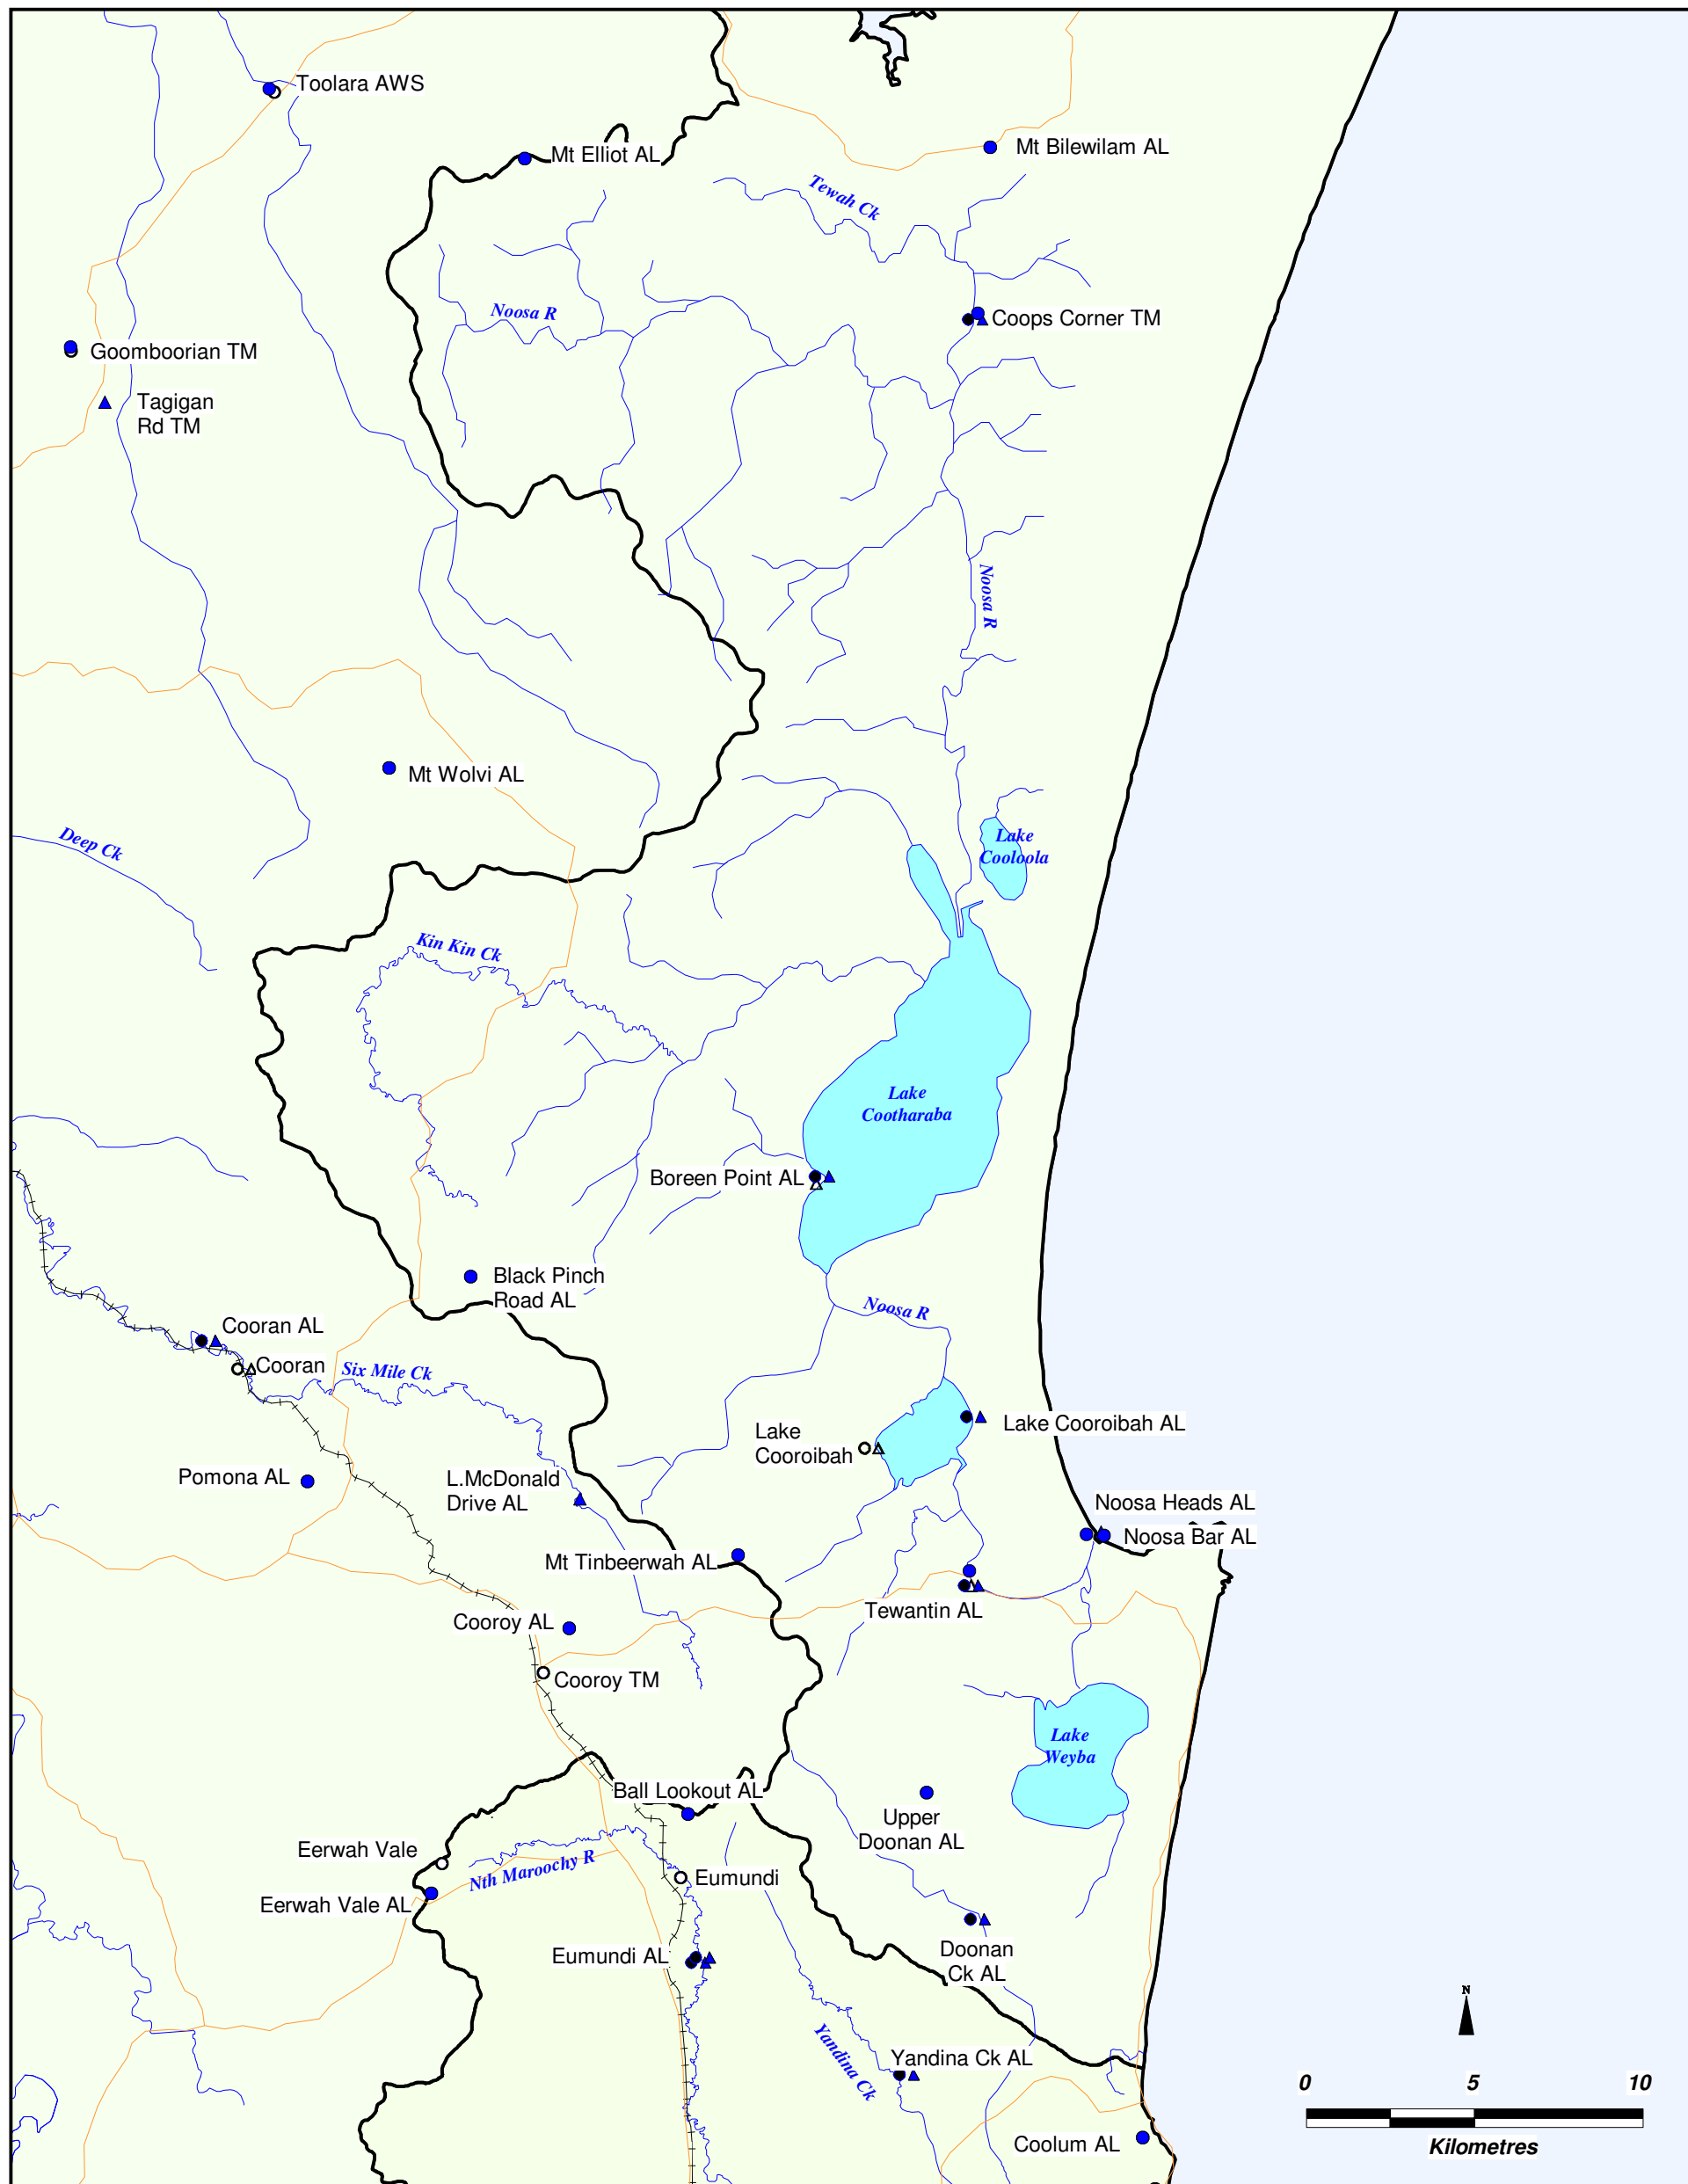 Toolara AWS
Mt Elliot AL
Mt Bilewilam AL
Tewah Ck
Noosa R
Coops Corner TM
Goomboorian TM
Tagigan
Rd TM
Noosa R
Mt Wolvi AL
Deep Ck
Lake
Cooloola
Kin Kin Ck
Lake
Cootharaba
Boreen Point AL
Black Pinch
Road AL
Noosa R
Cooran AL
Cooran
Six Mile Ck
Lake Cooroibah AL
Lake
Cooroibah
Pomona AL
L.McDonald
Drive AL
Noosa Heads AL
Noosa Bar AL
Mt Tinbeerwah AL
Tewantin AL
Cooroy AL
Cooroy TM
Lake
Weyba
Ball Lookout AL
Upper
Doonan AL
Eerwah Vale
Nth Maroochy R
Eumundi
Eerwah Vale AL
Eumundi AL
Doonan
Ck AL
N
Yandina Ck
Yandina Ck AL
0 5 10
Kilometres
Coolum AL